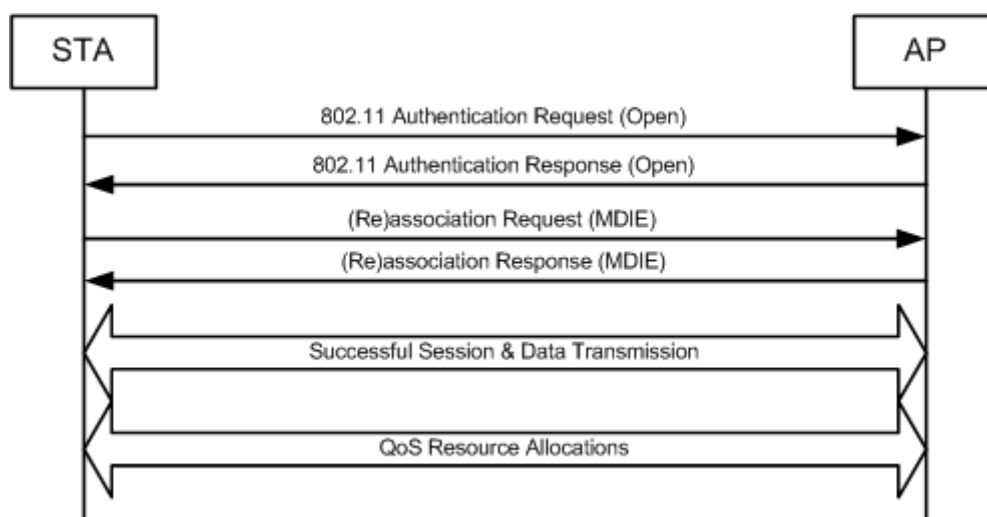 STA
AP
802.11 Authentication Request (Open)
802.11 Authentication Response (Open)
(Re)association Request (MDIE)
(Re)association Response (MDIE)
Successful Session & Data Transmission
QoS Resource Allocations